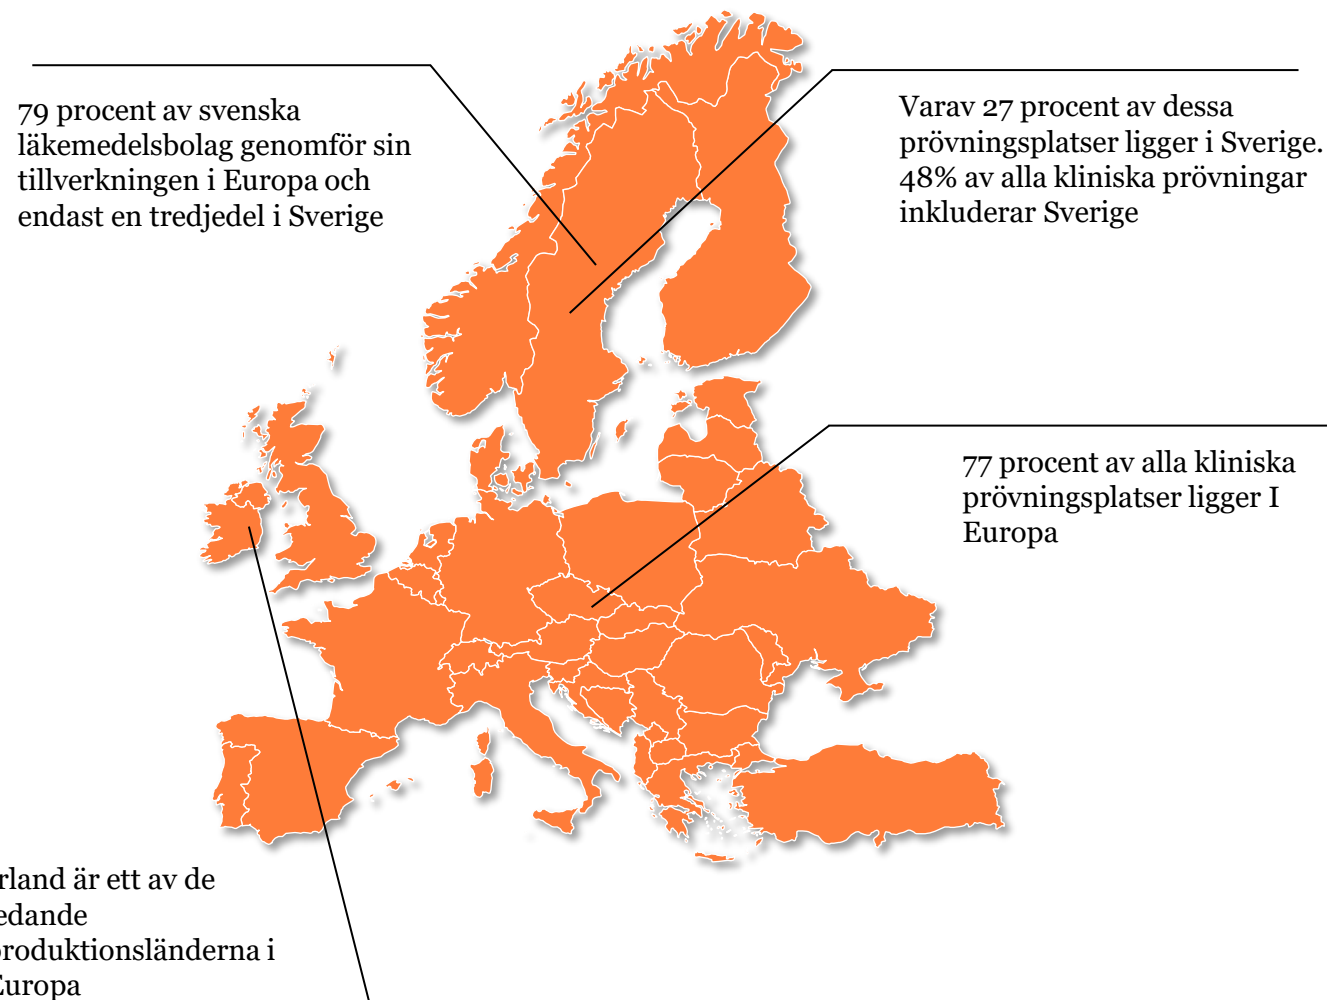 79 procent av svenska
läkemedelsbolag genomför sin
tillverkningen i Europa och
endast en tredjedel i Sverige
Varav 27 procent av dessa
prövningsplatser ligger i Sverige.
48% av alla kliniska prövningar
inkluderar Sverige
77 procent av alla kliniska
prövningsplatser ligger I
Europa
rland är ett av de
edande
roduktionsländerna i
Europa